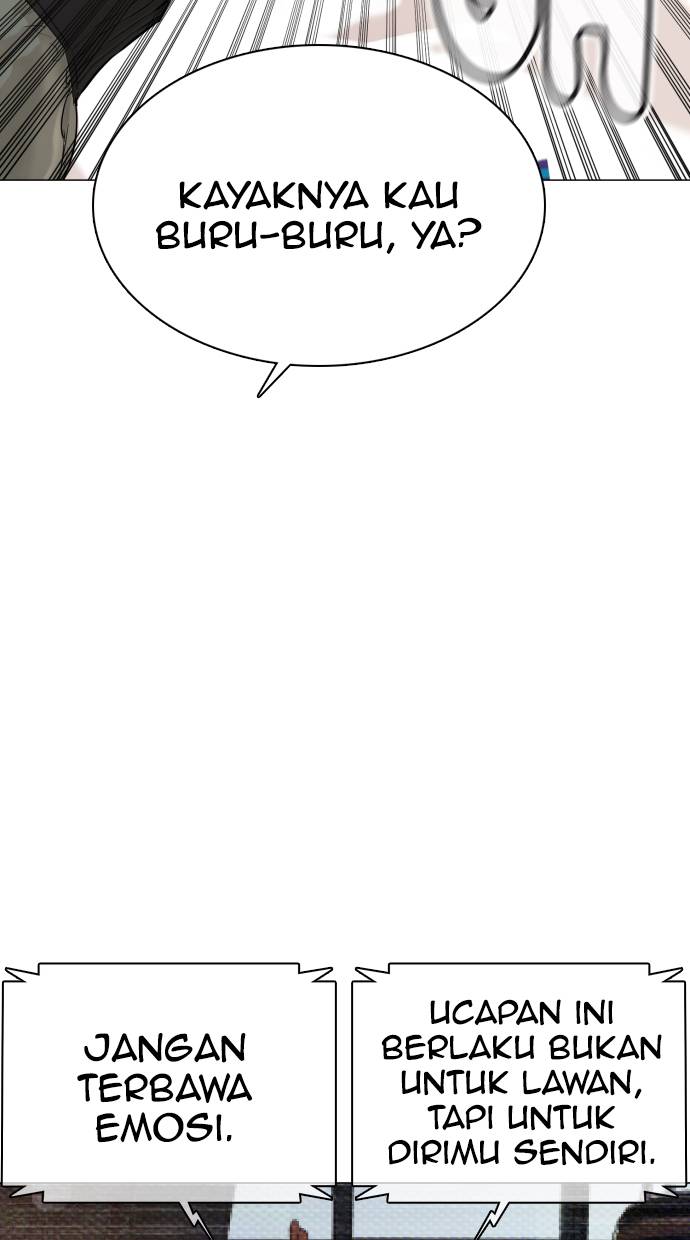 KAYAKNYA KAU
BURU-BURU, YA?
JANGAN
TERBAWA
EMOSI.
UCAPAN INI
BERLAKU BUKAN
UNTUK LAWAN,
TAPI UNTUK
DIRIMU SENDIRI.